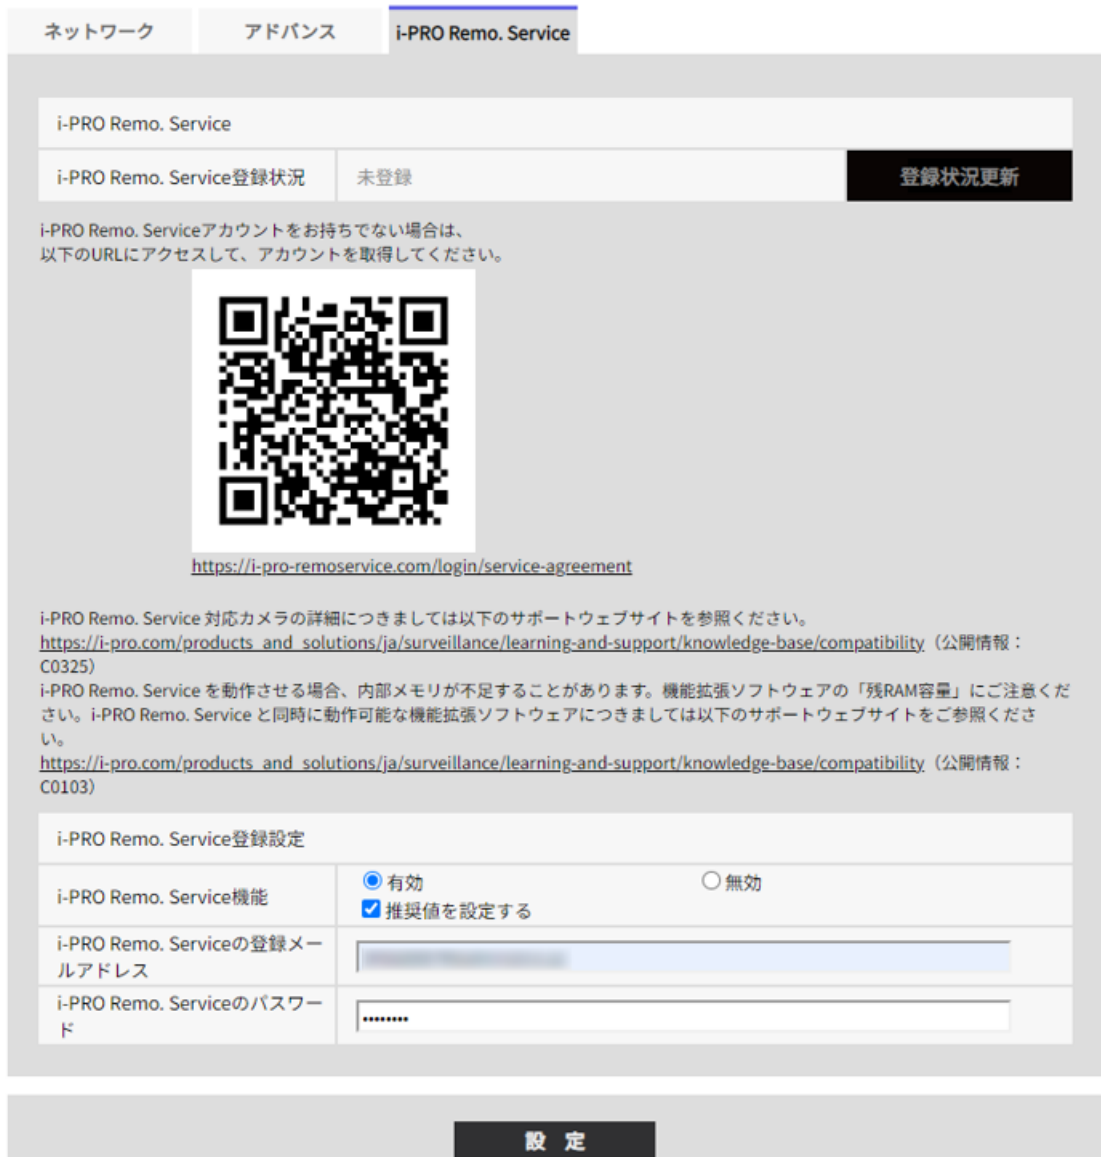 ネットワーク
アドバンス
i-PRO Remo. Service
i-PRO Remo. Service
i-PRO Remo. Service登録状況
未登録
登録状況更新
i-PRO Remo. Serviceアカウントをお持ちでない場合は、
以下のURLにアクセスして、アカウントを取得してください。
https://i-pro-remoservice.com/login/service-agreement
i-PRO Remo. Service 対応カメラの詳細につきましては以下のサポートウェブサイトを参照ください。
https://i-pro.com/products_and_solutions/ja/surveillance/learning-and-support/knowledge-base/compatibility（公開情報：
C0325）
i-PRO Remo. Service を動作させる場合、内部メモリが不足することがあります。機能拡張ソフトウェアの「残RAM容量」にご注意くだ
さい。i-PRO Remo. Service と同時に動作可能な機能拡張ソフトウェアにつきましては以下のサポートウェブサイトをご参照くださ
い。
https://i-pro.com/products_and_solutions/ja/surveillance/learning-and-support/knowledge-base/compatibility（公開情報：
C0103）
i-PRO Remo. Service登録設定
i-PRO Remo. Service機能
有効
無効
推奨値を設定する
i-PRO Remo. Serviceの登録メー
ルアドレス
i-PRO Remo. Serviceのパスワー
ド
••••••••
設 定